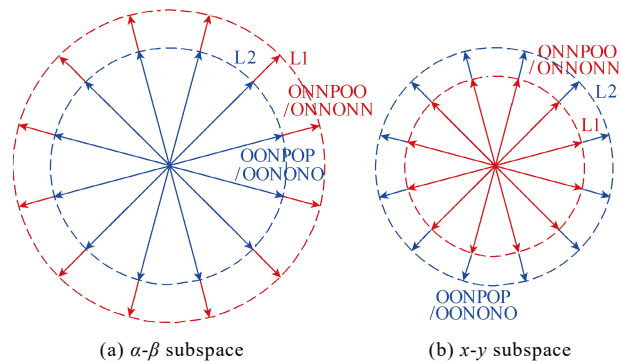 L2
L1
ONNPOO
/ONNONN
OONPOP
/OONONO
(a) α-β subspace
ONNPOO
/ONNONN
L2
L1
OONPOP
/OONONO
(b) x-y subspace